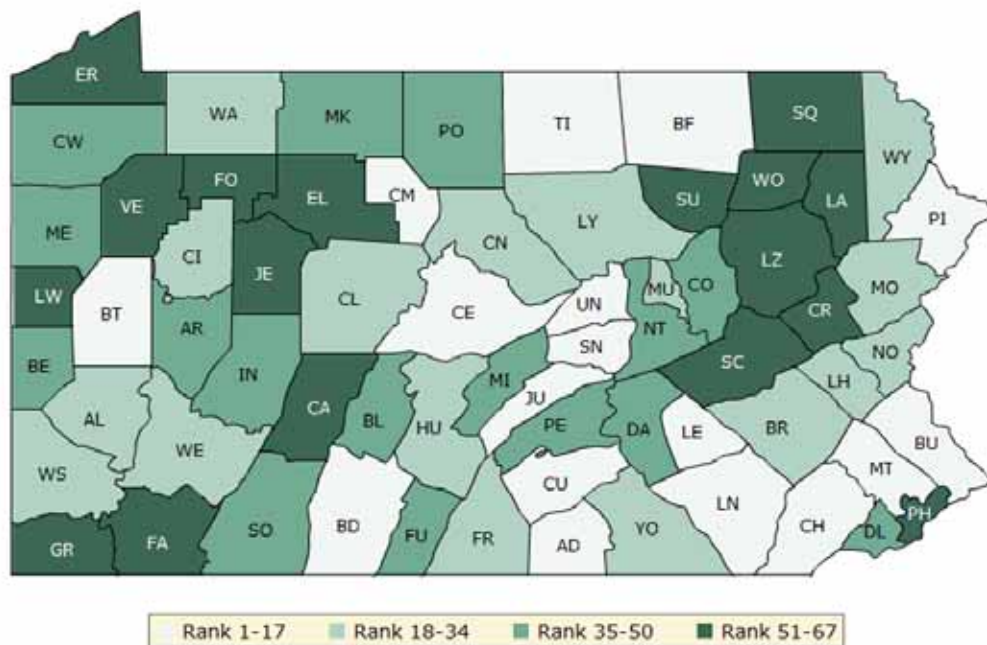 ER
WA
MK
PO
TI
BF
SQ
WY
CW
VE
FO
EL
CM
SU
WO
LA
PI
ME
CI
JE
CN
LY
LZ
LW
BT
AR
CL
CE
UN
MU
CO
CR
MO
BE
IN
SN
NT
SC
NO
AL
CA
BL
HU
MI
JU
PE
DA
LE
BR
LH
WS
WE
CU
LN
MT
BU
GR
FA
SO
BD
FU
FR
AD
YO
CH
DL
PH
Rank 1-17 Rank 18-34 Rank 35-50 Rank 51-67